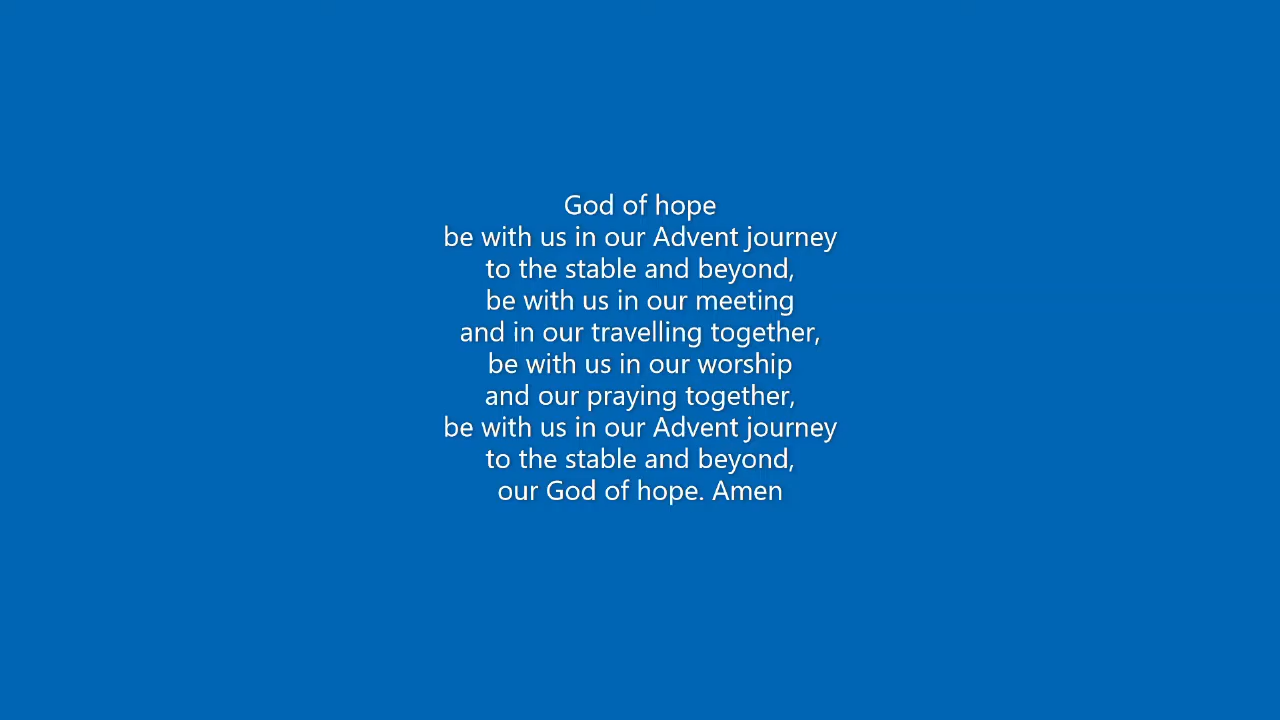 God of hope
be with us in our Advent journey
to the stable and beyond,
be with us in our meeting
and in our travelling together,
be with us in our worship
and our praying together,
be with us in our Advent journey
to the stable and beyond,
our God of hope. Amen